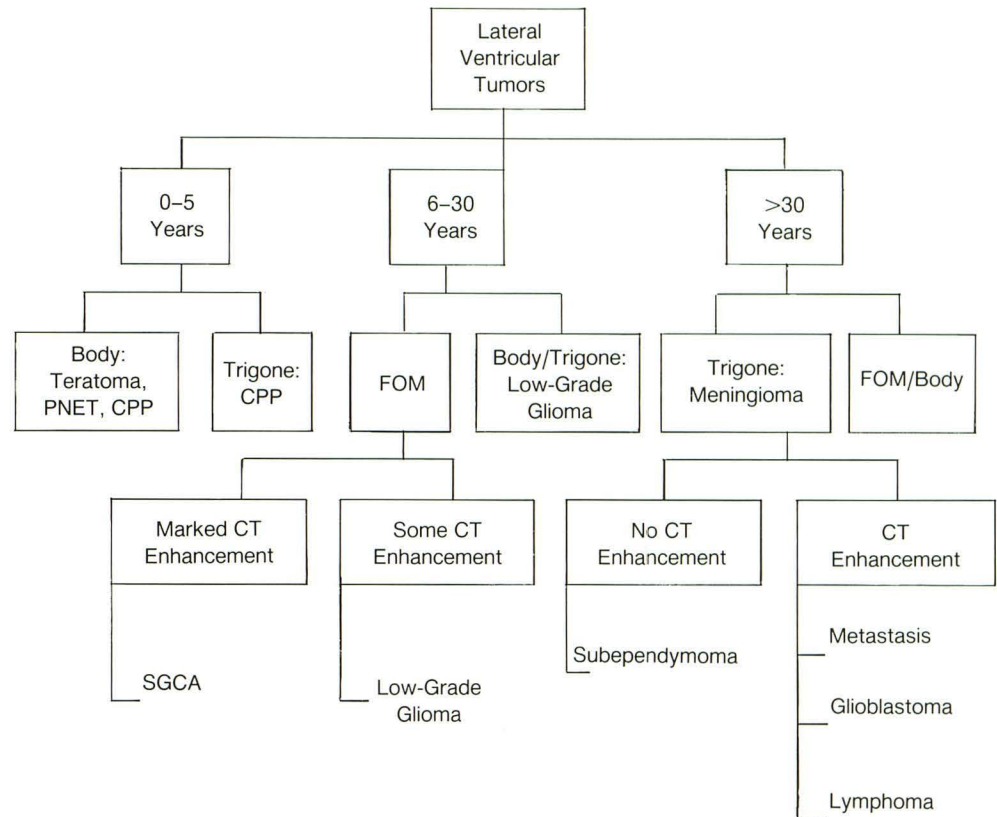 Lateral
Ventricular
Tumors
0–5
Years
6–30
Years
>30
Years
Body:
Teratoma,
PNET, CPP
Trigone:
CPP
FOM
Body/Trigone:
Low-Grade
Glioma
Trigone:
Meningioma
FOM/Body
Marked CT
Enhancement
Some CT
Enhancement
No CT
Enhancement
CT
Enhancement
SGCA
Low-Grade
Glioma
Subependymoma
Metastasis
Glioblastoma
Lymphoma